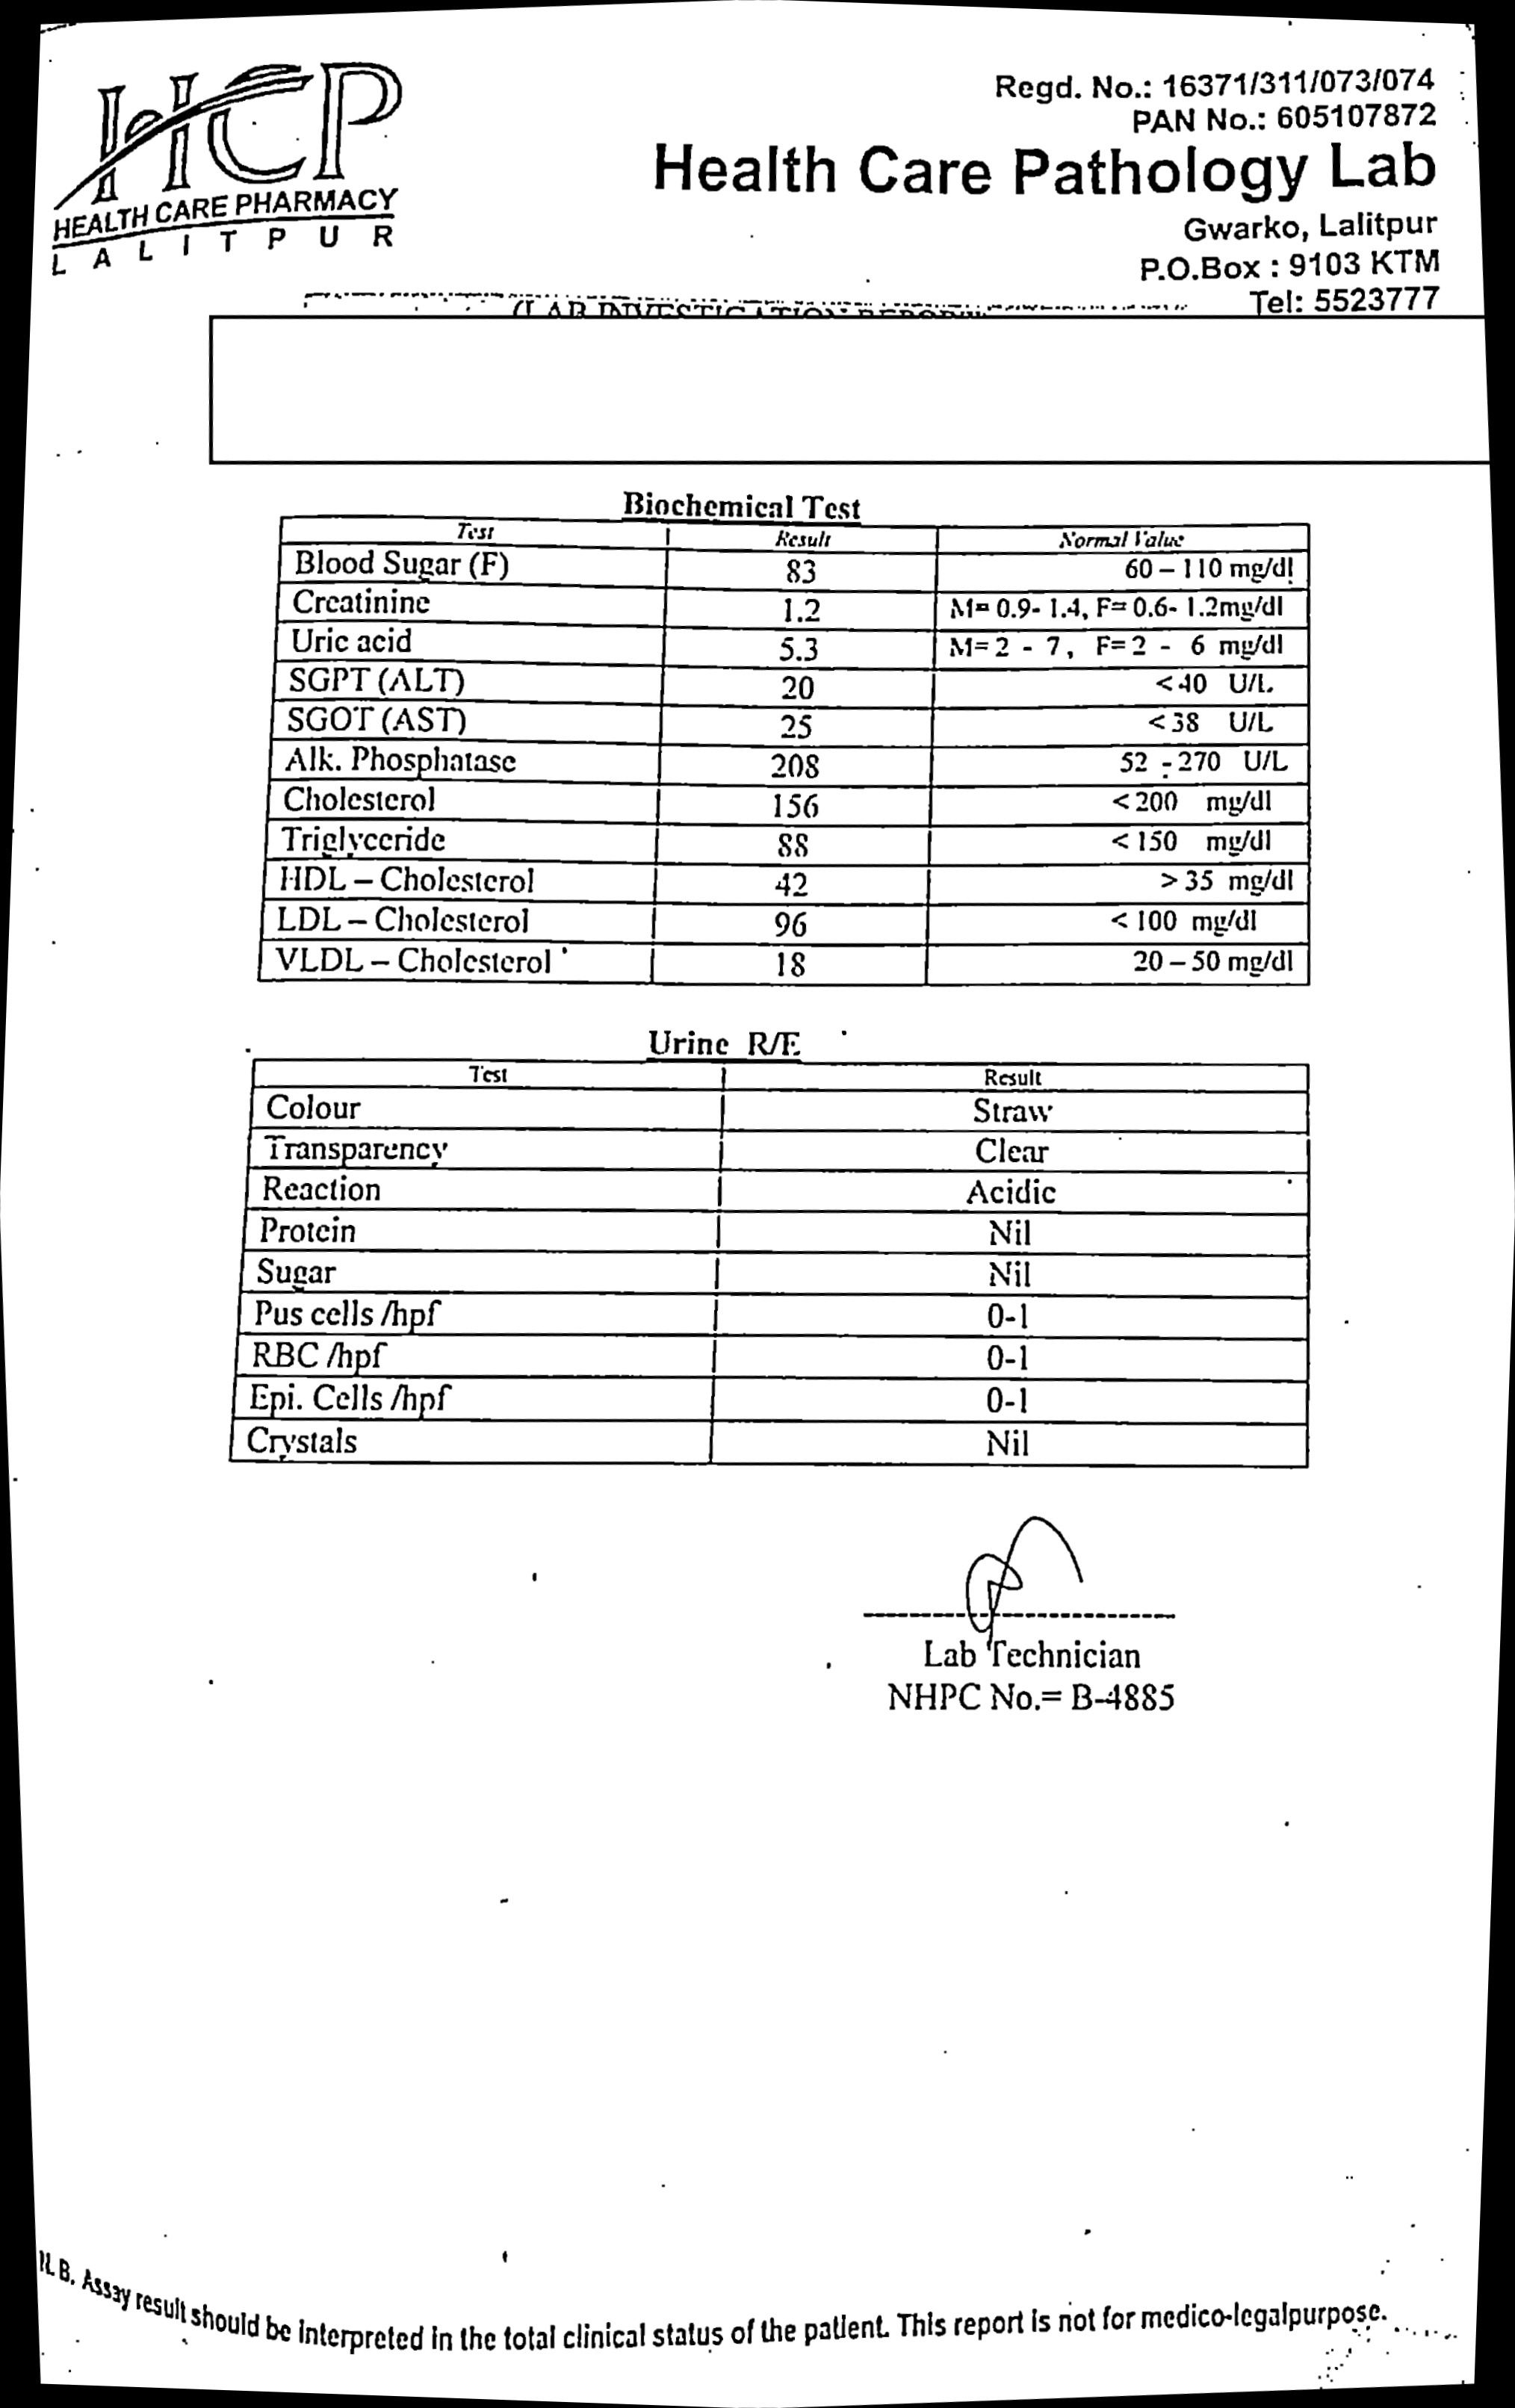 HCP
HEALTH CARE PHARMACY
LALITPUR
Regd. No.: 16371/311/073/074
PAN No.: 605107872
Health Care Pathology Lab
Gwarko, Lalitpur
P.O.Box : 9103 KTM
Tel: 5523777
(LAB INVESTIGATION REPORT)
Biochemical Test
Test Result Normal Value
Blood Sugar (F) 83 60 – 110 mg/dl
Creatinine 1.2 M= 0.9- 1.4, F= 0.6- 1.2mg/dl
Uric acid 5.3 M= 2 - 7, F= 2 - 6 mg/dl
SGPT (ALT) 20 < 40 U/L
SGOT (AST) 25 < 38 U/L
Alk. Phosphatase 208 52 - 270 U/L
Cholesterol 156 < 200 mg/dl
Triglyceride 88 < 150 mg/dl
HDL – Cholesterol 42 > 35 mg/dl
LDL – Cholesterol 96 < 100 mg/dl
VLDL – Cholesterol 18 20 – 50 mg/dl
Urine R/E
Test Result
Colour Straw
Transparency Clear
Reaction Acidic
Protein Nil
Sugar Nil
Pus cells /hpf 0-1
RBC /hpf 0-1
Epi. Cells /hpf 0-1
Crystals Nil
Lab Technician
NHPC No.= B-4885
N.B. Assay result should be interpreted in the total clinical status of the patient. This report is not for medico-legalpurpose.